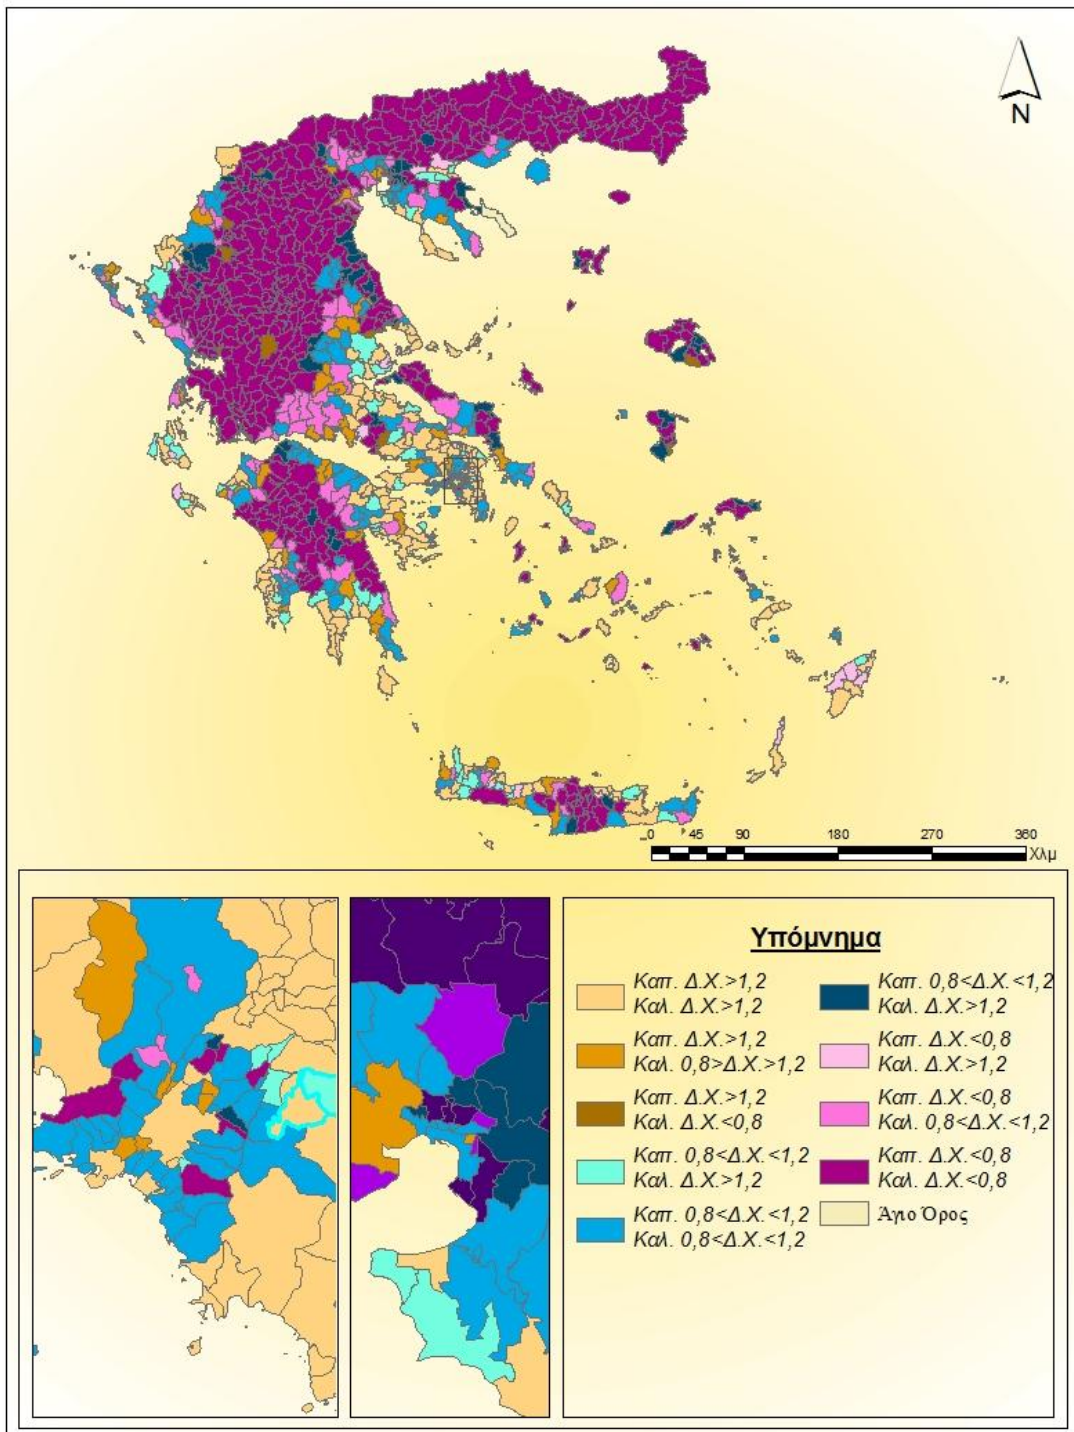 N
0 45 90 180 270 360
Χλμ
Υπόμνημα
Καπ. Δ.Χ.>1,2
Καλ. Δ.Χ.>1,2
Καπ. Δ.Χ.>1,2
Καλ. 0,8>Δ.Χ.>1,2
Καπ. Δ.Χ.>1,2
Καλ. Δ.Χ.<0,8
Καπ. 0,8<Δ.Χ.<1,2
Καλ. Δ.Χ.>1,2
Καπ. 0,8<Δ.Χ.<1,2
Καλ. 0,8<Δ.Χ.<1,2
Καπ. 0,8<Δ.Χ.<1,2
Καλ. Δ.Χ.>1,2
Καπ. Δ.Χ.<0,8
Καλ. Δ.Χ.>1,2
Καπ. Δ.Χ.<0,8
Καλ. 0,8<Δ.Χ.<1,2
Καπ. Δ.Χ.<0,8
Καλ. Δ.Χ.<0,8
Άγιο Όρος